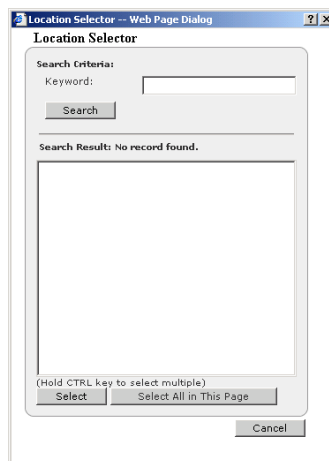 Location Selector -- Web Page Dialog
Location Selector
Search Criteria:
Keyword:
Search
Search Result: No record found.
(Hold CTRL key to select multiple)
Select Select All in This Page
Cancel